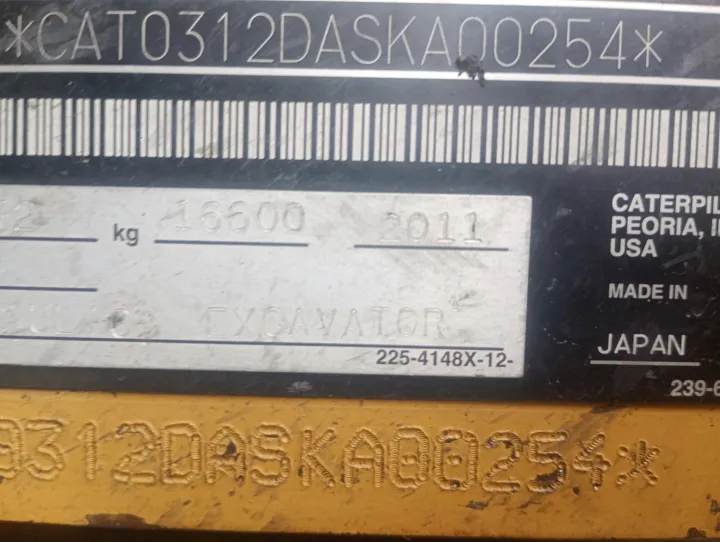 *CAT0312DASKA00254*
kg 16600 2011
CATERPIL
PEORIA, I
USA
EXCAVATOR
MADE IN
225-4148X-12-
JAPAN
239-6
0312DASKA00254*